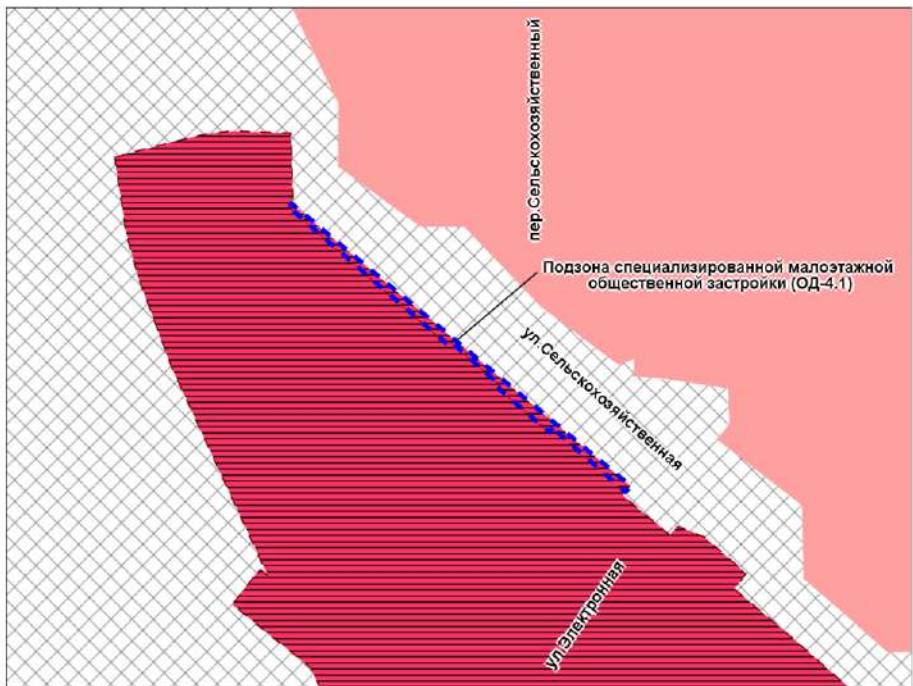 пер.Сельскохозяйственный
Подзона специализированной малоэтажной
общественной застройки (ОД-4.1)
ул.Сельскохозяйственная
ул.Электронная